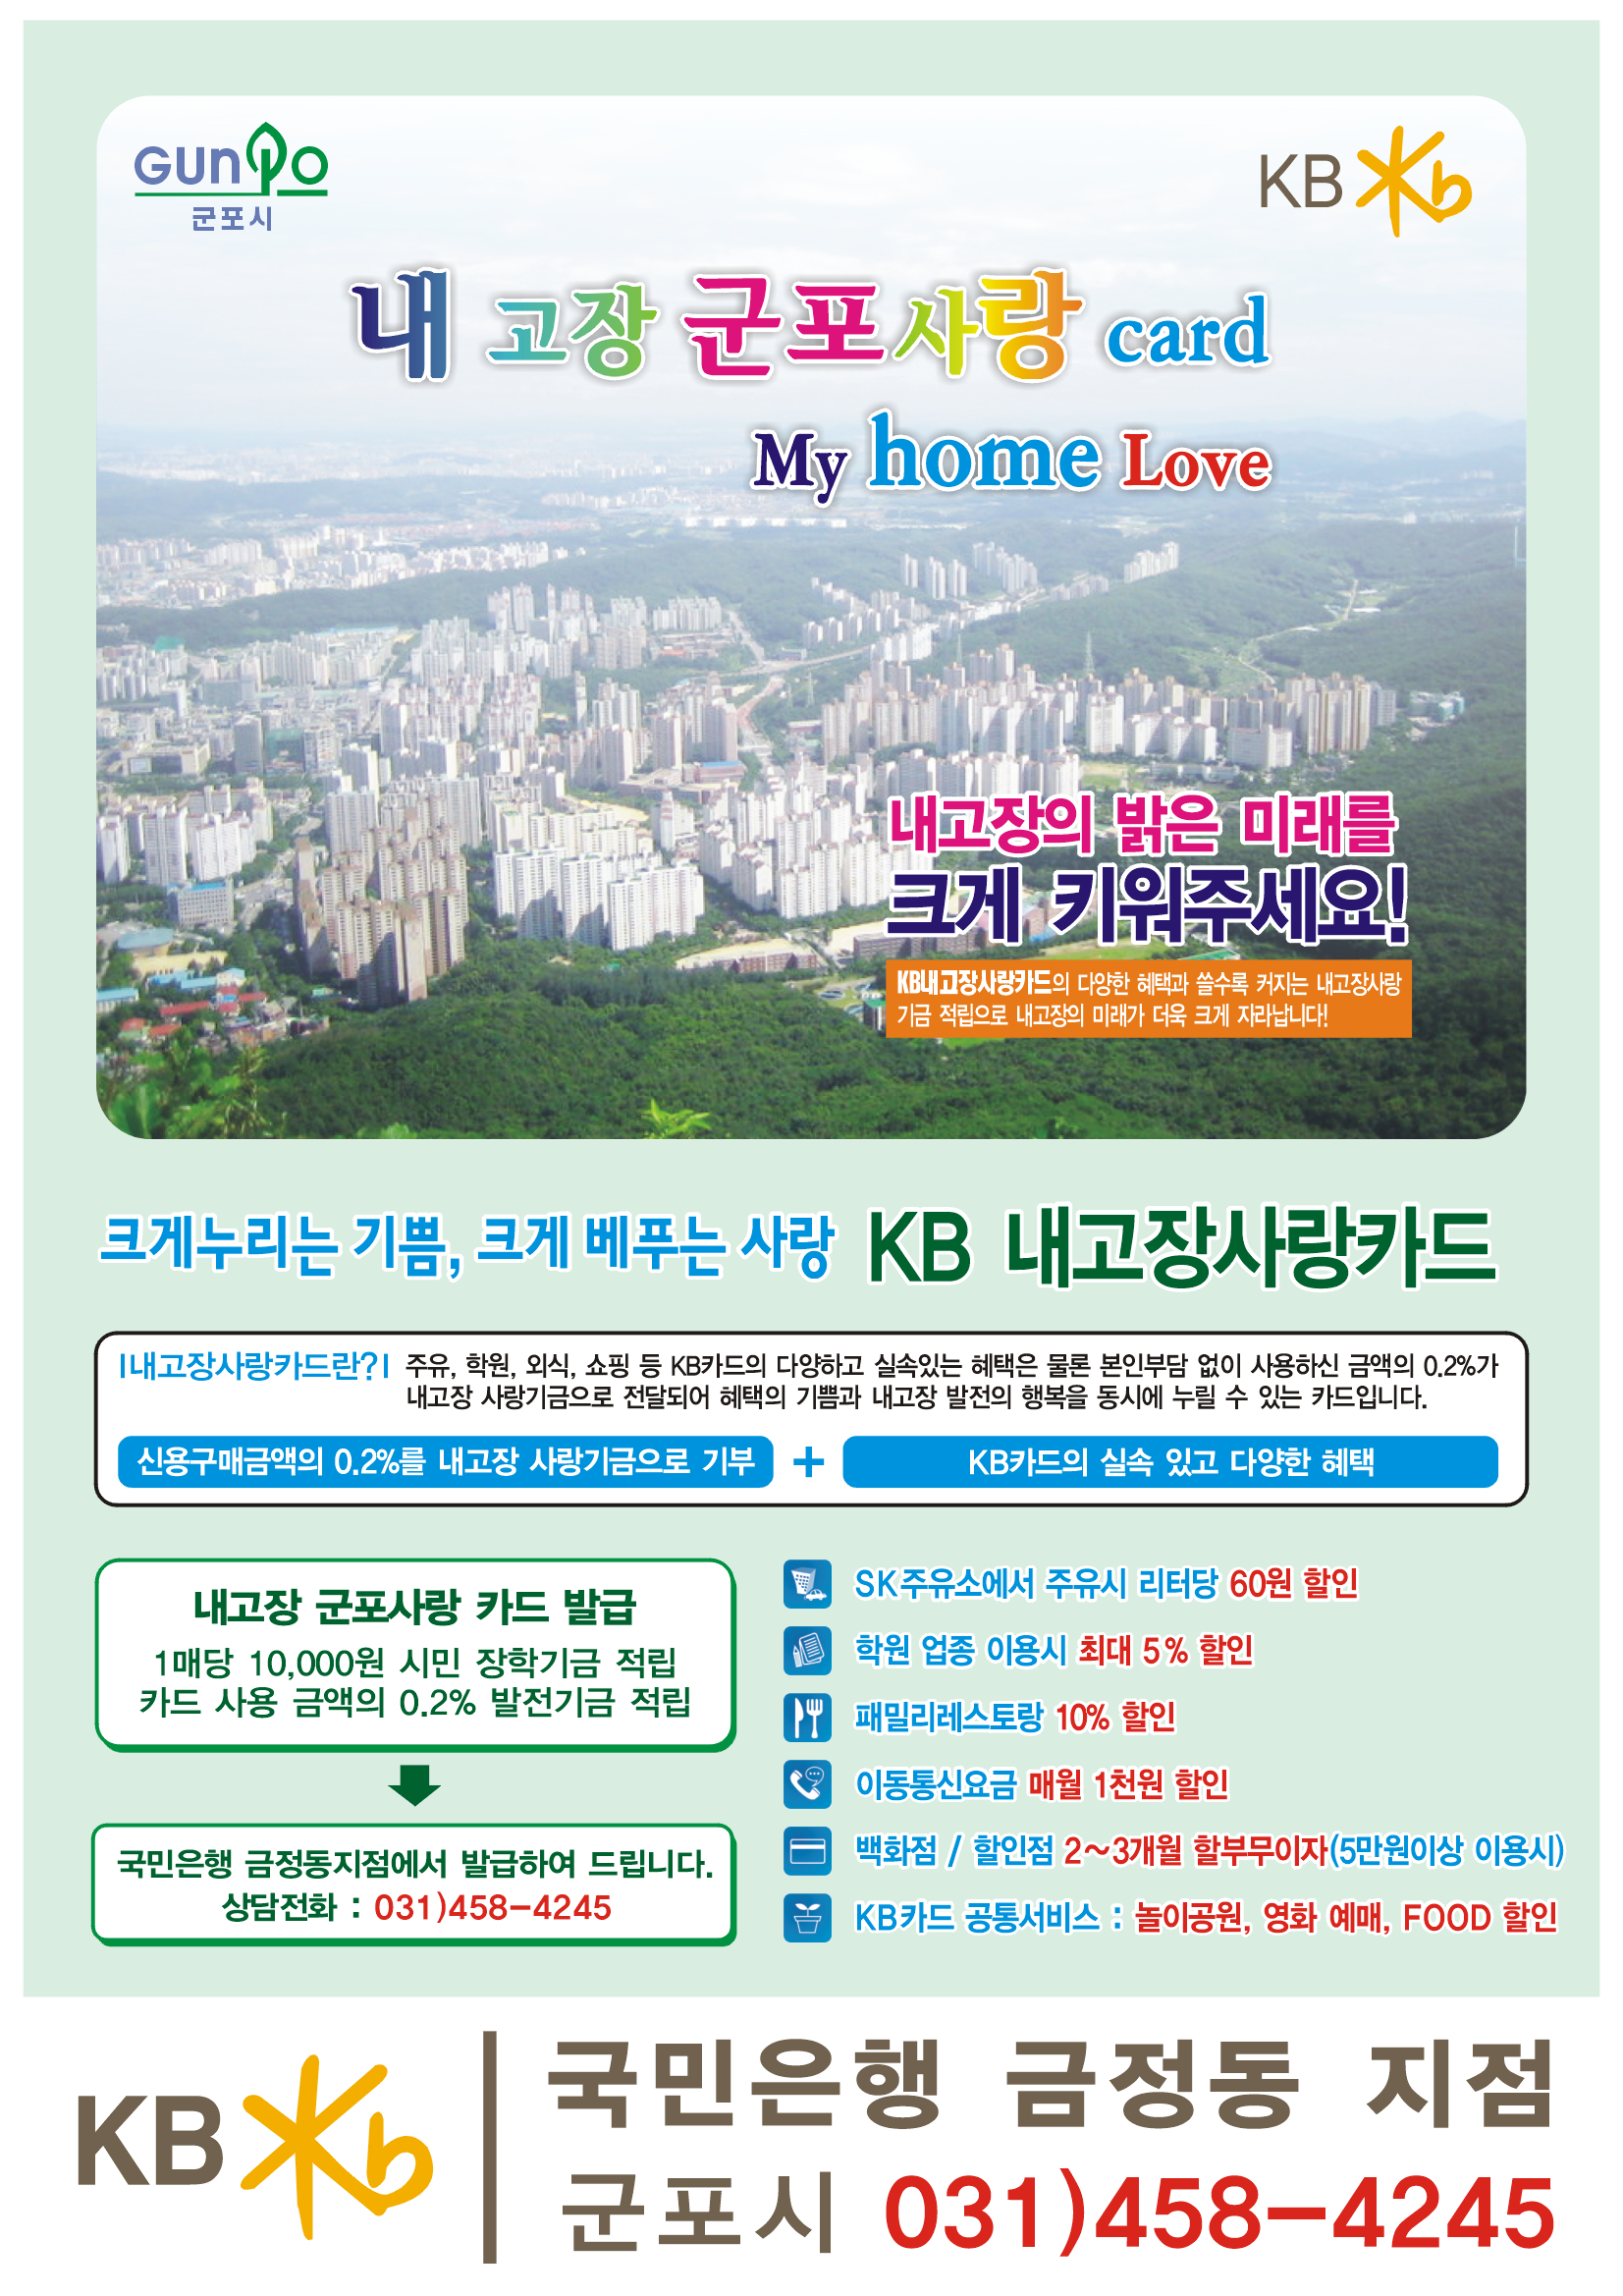 GUNPO
군포시
KB Kb
내 고장 군포사랑 card
My home Love
내고장의 밝은 미래를
크게 키워주세요!
KB내고장사랑카드의 다양한 혜택과 쓸수록 커지는 내고장사랑
기금 적립으로 내고장의 미래가 더욱 크게 자라납니다!
크게누리는 기쁨, 크게 베푸는 사랑 KB 내고장사랑카드
|내고장사랑카드란?| 주유, 학원, 외식, 쇼핑 등 KB카드의 다양하고 실속있는 혜택은 물론 본인부담 없이 사용하신 금액의 0.2%가
내고장 사랑기금으로 전달되어 혜택의 기쁨과 내고장 발전의 행복을 동시에 누릴 수 있는 카드입니다.
신용구매금액의 0.2%를 내고장 사랑기금으로 기부 + KB카드의 실속 있고 다양한 혜택
내고장 군포사랑 카드 발급
1매당 10,000원 시민 장학기금 적립
카드 사용 금액의 0.2% 발전기금 적립
국민은행 금정동지점에서 발급하여 드립니다.
상담전화 : 031)458-4245
SK주유소에서 주유시 리터당 60원 할인
학원 업종 이용시 최대 5% 할인
패밀리레스토랑 10% 할인
이동통신요금 매월 1천원 할인
백화점 / 할인점 2~3개월 할부무이자(5만원이상 이용시)
KB카드 공통서비스 : 놀이공원, 영화 예매, FOOD 할인
KB Kb
국민은행 금정동 지점
군포시 031)458-4245